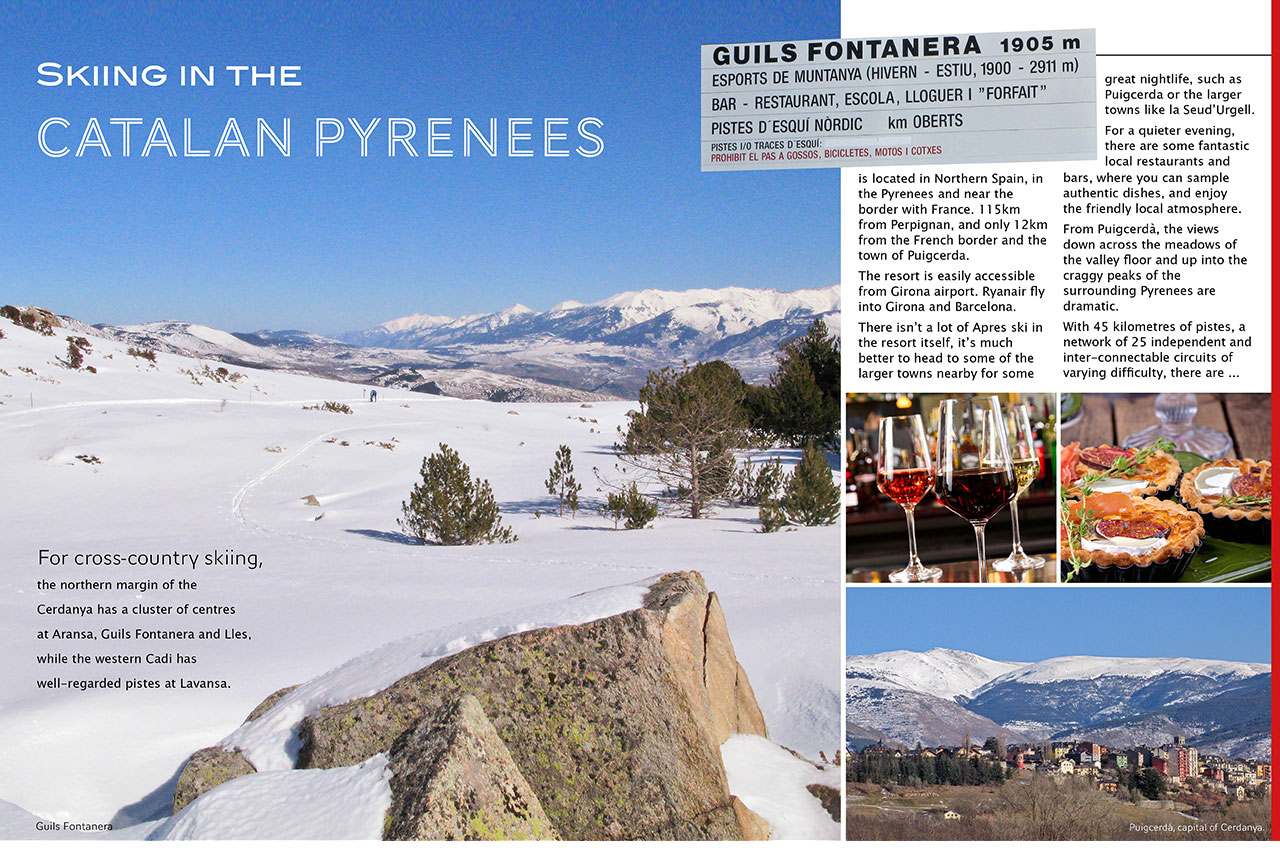 SKIING IN THE
CATALAN PYRENEES
GUILS FONTANERA 1905 m
ESPORTS DE MUNTANYA (HIVERN - ESTIU, 1900 - 2911 m)
BAR - RESTAURANT, ESCOLA, LLOGUER I "FORFAIT"
PISTES D´ESQUÍ NÒRDIC km OBERTS
PISTES I/O TRACES D´ESQUÍ:
PROHIBIT EL PAS A GOSSOS, BICICLETES, MOTOS I COTXES
is located in Northern Spain, in
the Pyrenees and near the
border with France. 115km
from Perpignan, and only 12km
from the French border and the
town of Puigcerda.
The resort is easily accessible
from Girona airport. Ryanair fly
into Girona and Barcelona.
There isn't a lot of Apres ski in
the resort itself, it's much
better to head to some of the
larger towns nearby for some
great nightlife, such as
Puigcerda or the larger
towns like la Seud'Urgell.
For a quieter evening,
there are some fantastic
local restaurants and
bars, where you can sample
authentic dishes, and enjoy
the friendly local atmosphere.
From Puigcerdà, the views
down across the meadows of
the valley floor and up into the
craggy peaks of the
surrounding Pyrenees are
dramatic.
With 45 kilometres of pistes, a
network of 25 independent and
inter-connectable circuits of
varying difficulty, there are ...
For cross-country skiing,
the northern margin of the
Cerdanya has a cluster of centres
at Aransa, Guils Fontanera and Lles,
while the western Cadi has
well-regarded pistes at Lavansa.
Guils Fontanera
Puigcerdà, capital of Cerdanya.